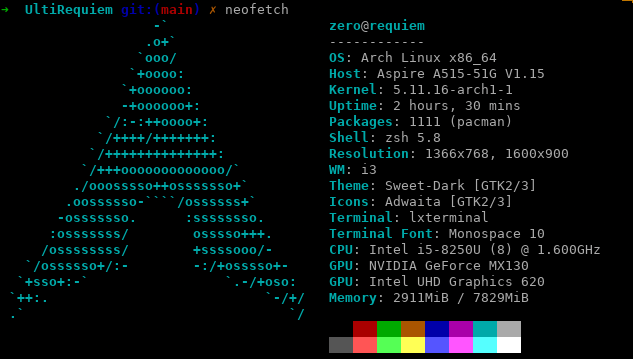 ➜ UltiRequiem git:(main) ✗ neofetch
-`
.o+`
`ooo/
`+oooo:
`+oooooo:
-+oooooo+:
`/:-:++oooo+:
`/++++/+++++++:
`/++++++++++++++:
`/+++ooooooooooooo/`
./ooosssso++osssssso+`
.oossssso-````/ossssss+`
-osssssso. :ssssssso.
:osssssss/ osssso+++.
/ossssssss/ +ssssooo/-
`/ossssso+/:- -:/+osssso+-
`+sso+:-` `.-/+oso:
`++:. `-/+/
.` `/
zero@requiem
------------
OS: Arch Linux x86_64
Host: Aspire A515-51G V1.15
Kernel: 5.11.16-arch1-1
Uptime: 2 hours, 30 mins
Packages: 1111 (pacman)
Shell: zsh 5.8
Resolution: 1366x768, 1600x900
WM: i3
Theme: Sweet-Dark [GTK2/3]
Icons: Adwaita [GTK2/3]
Terminal: lxterminal
Terminal Font: Monospace 10
CPU: Intel i5-8250U (8) @ 1.600GHz
GPU: NVIDIA GeForce MX130
GPU: Intel UHD Graphics 620
Memory: 2911MiB / 7829MiB